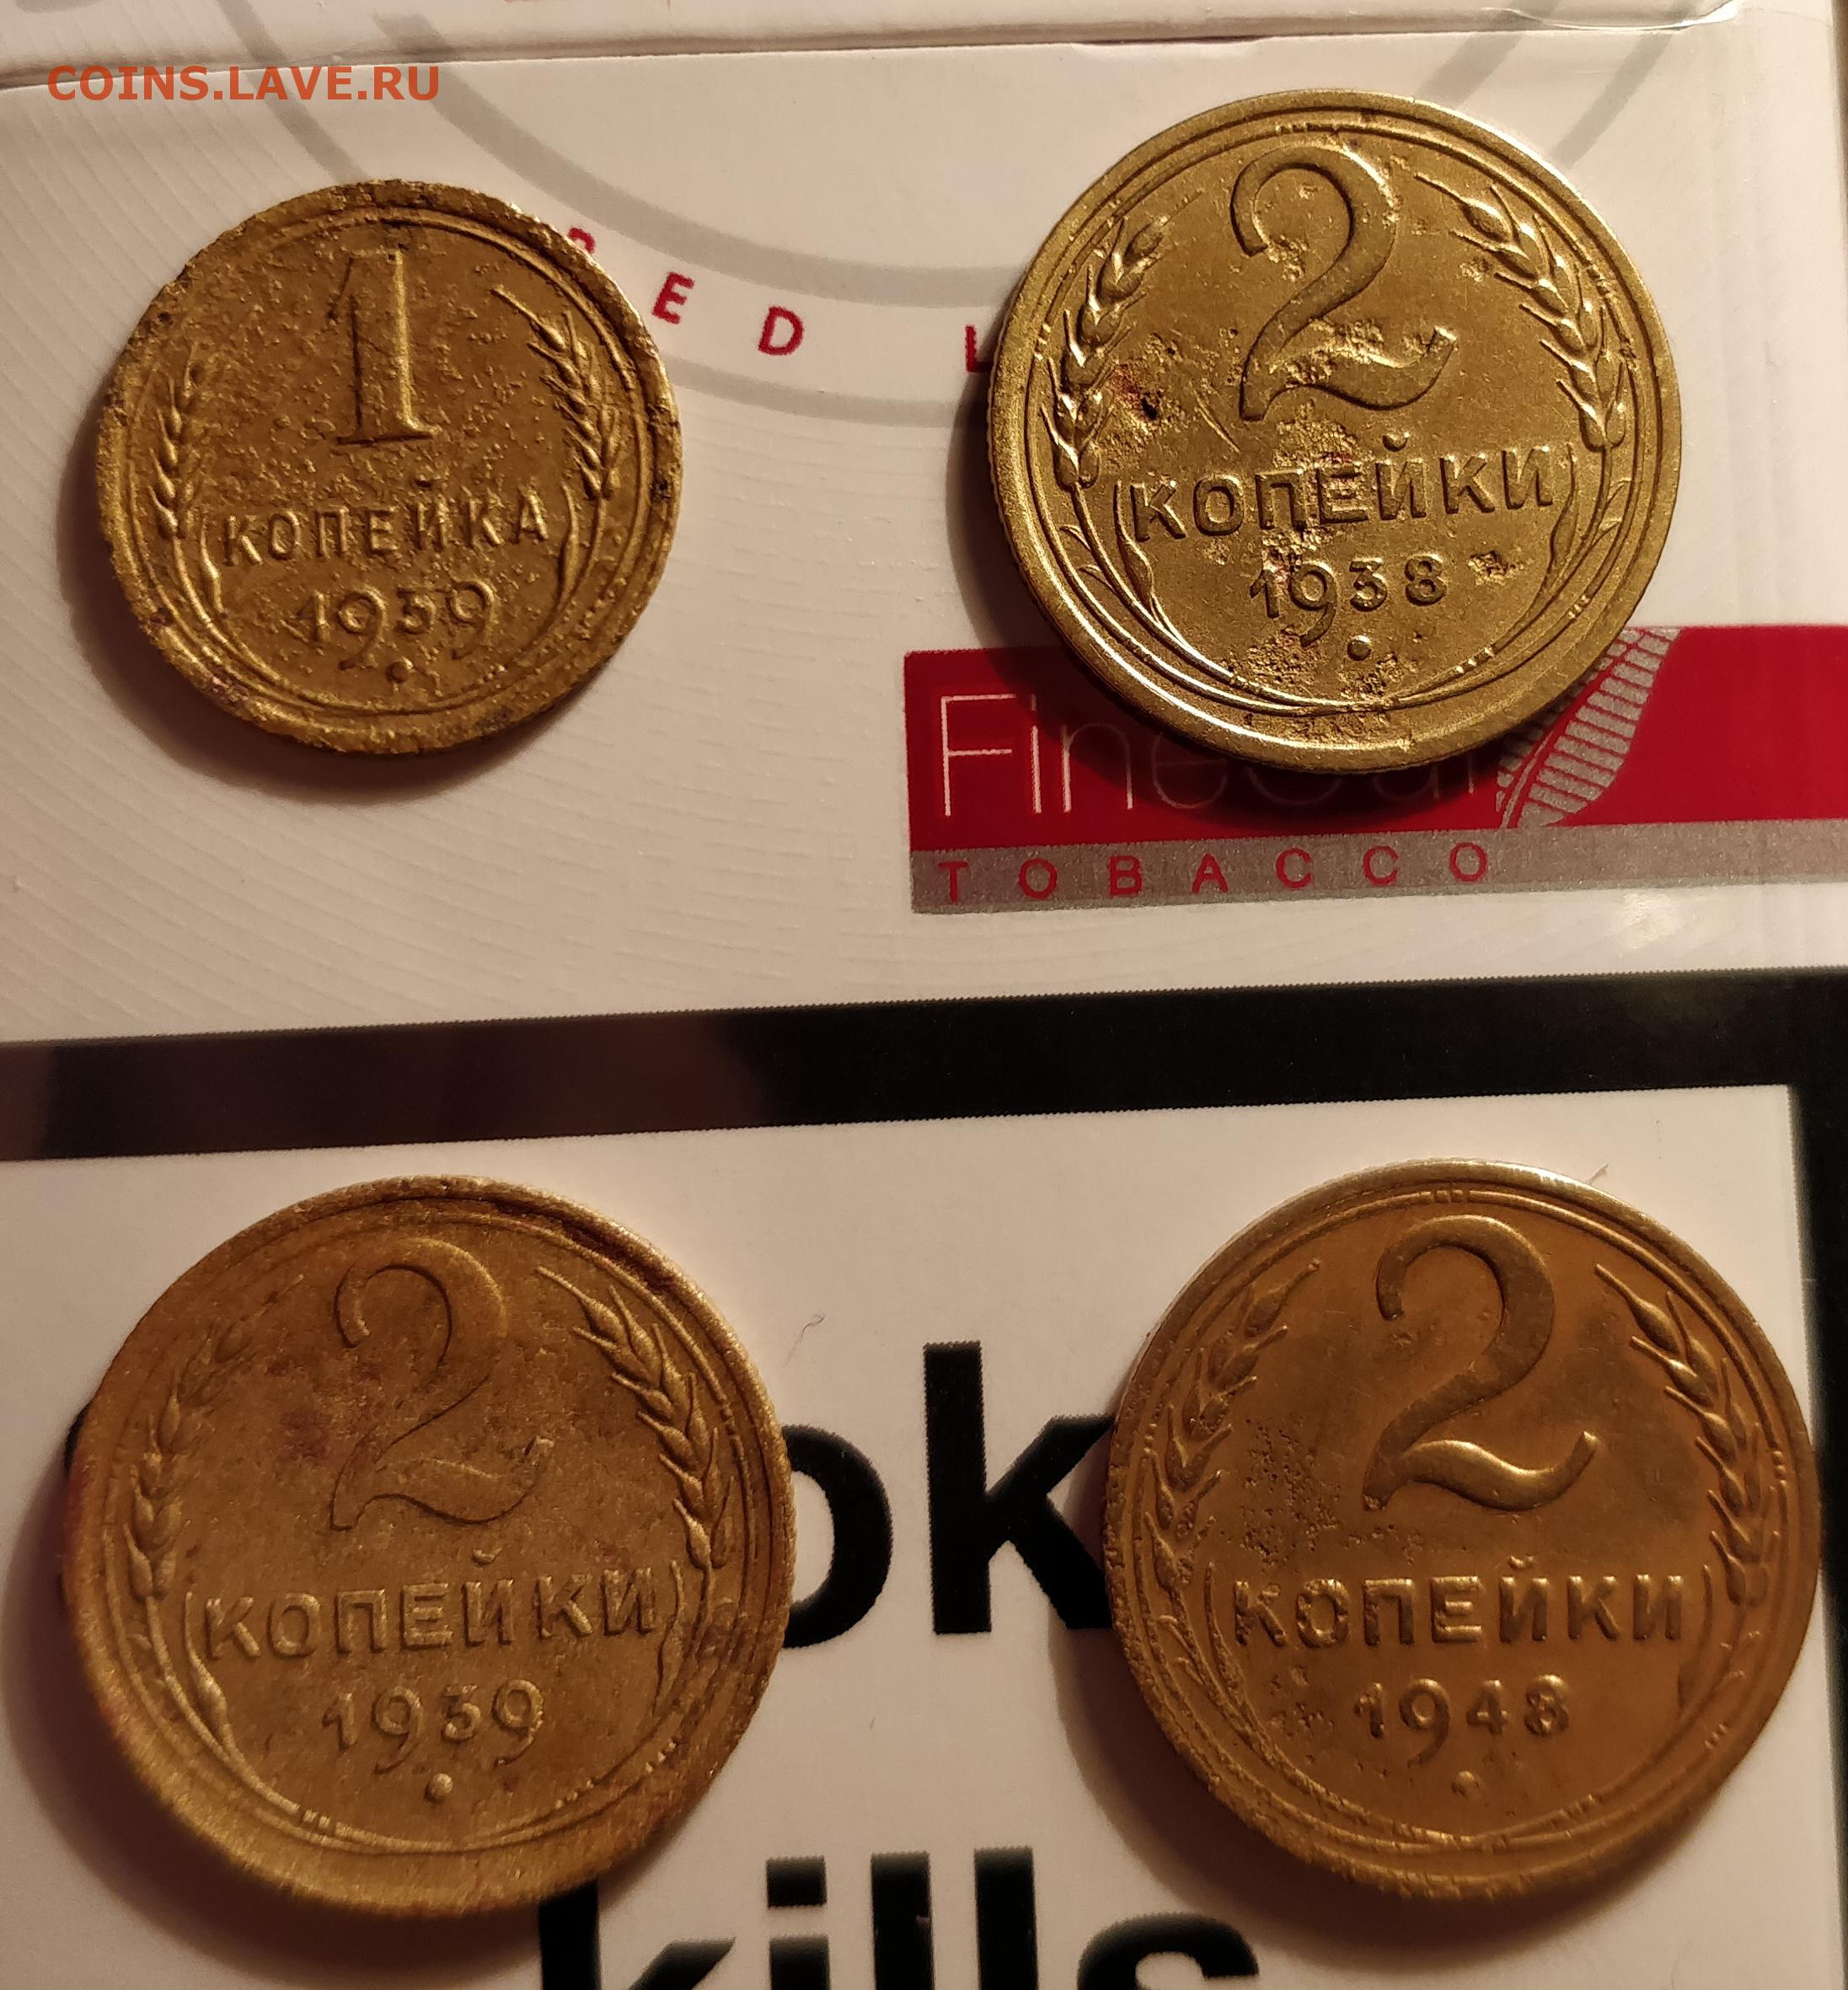 COINS.LAVE.RU
RED L
1
КОПЕЙКА
1939
2
КОПЕЙКИ
1938
TOBACCO
2
КОПЕЙКИ
1939
2
КОПЕЙКИ
1948
kills